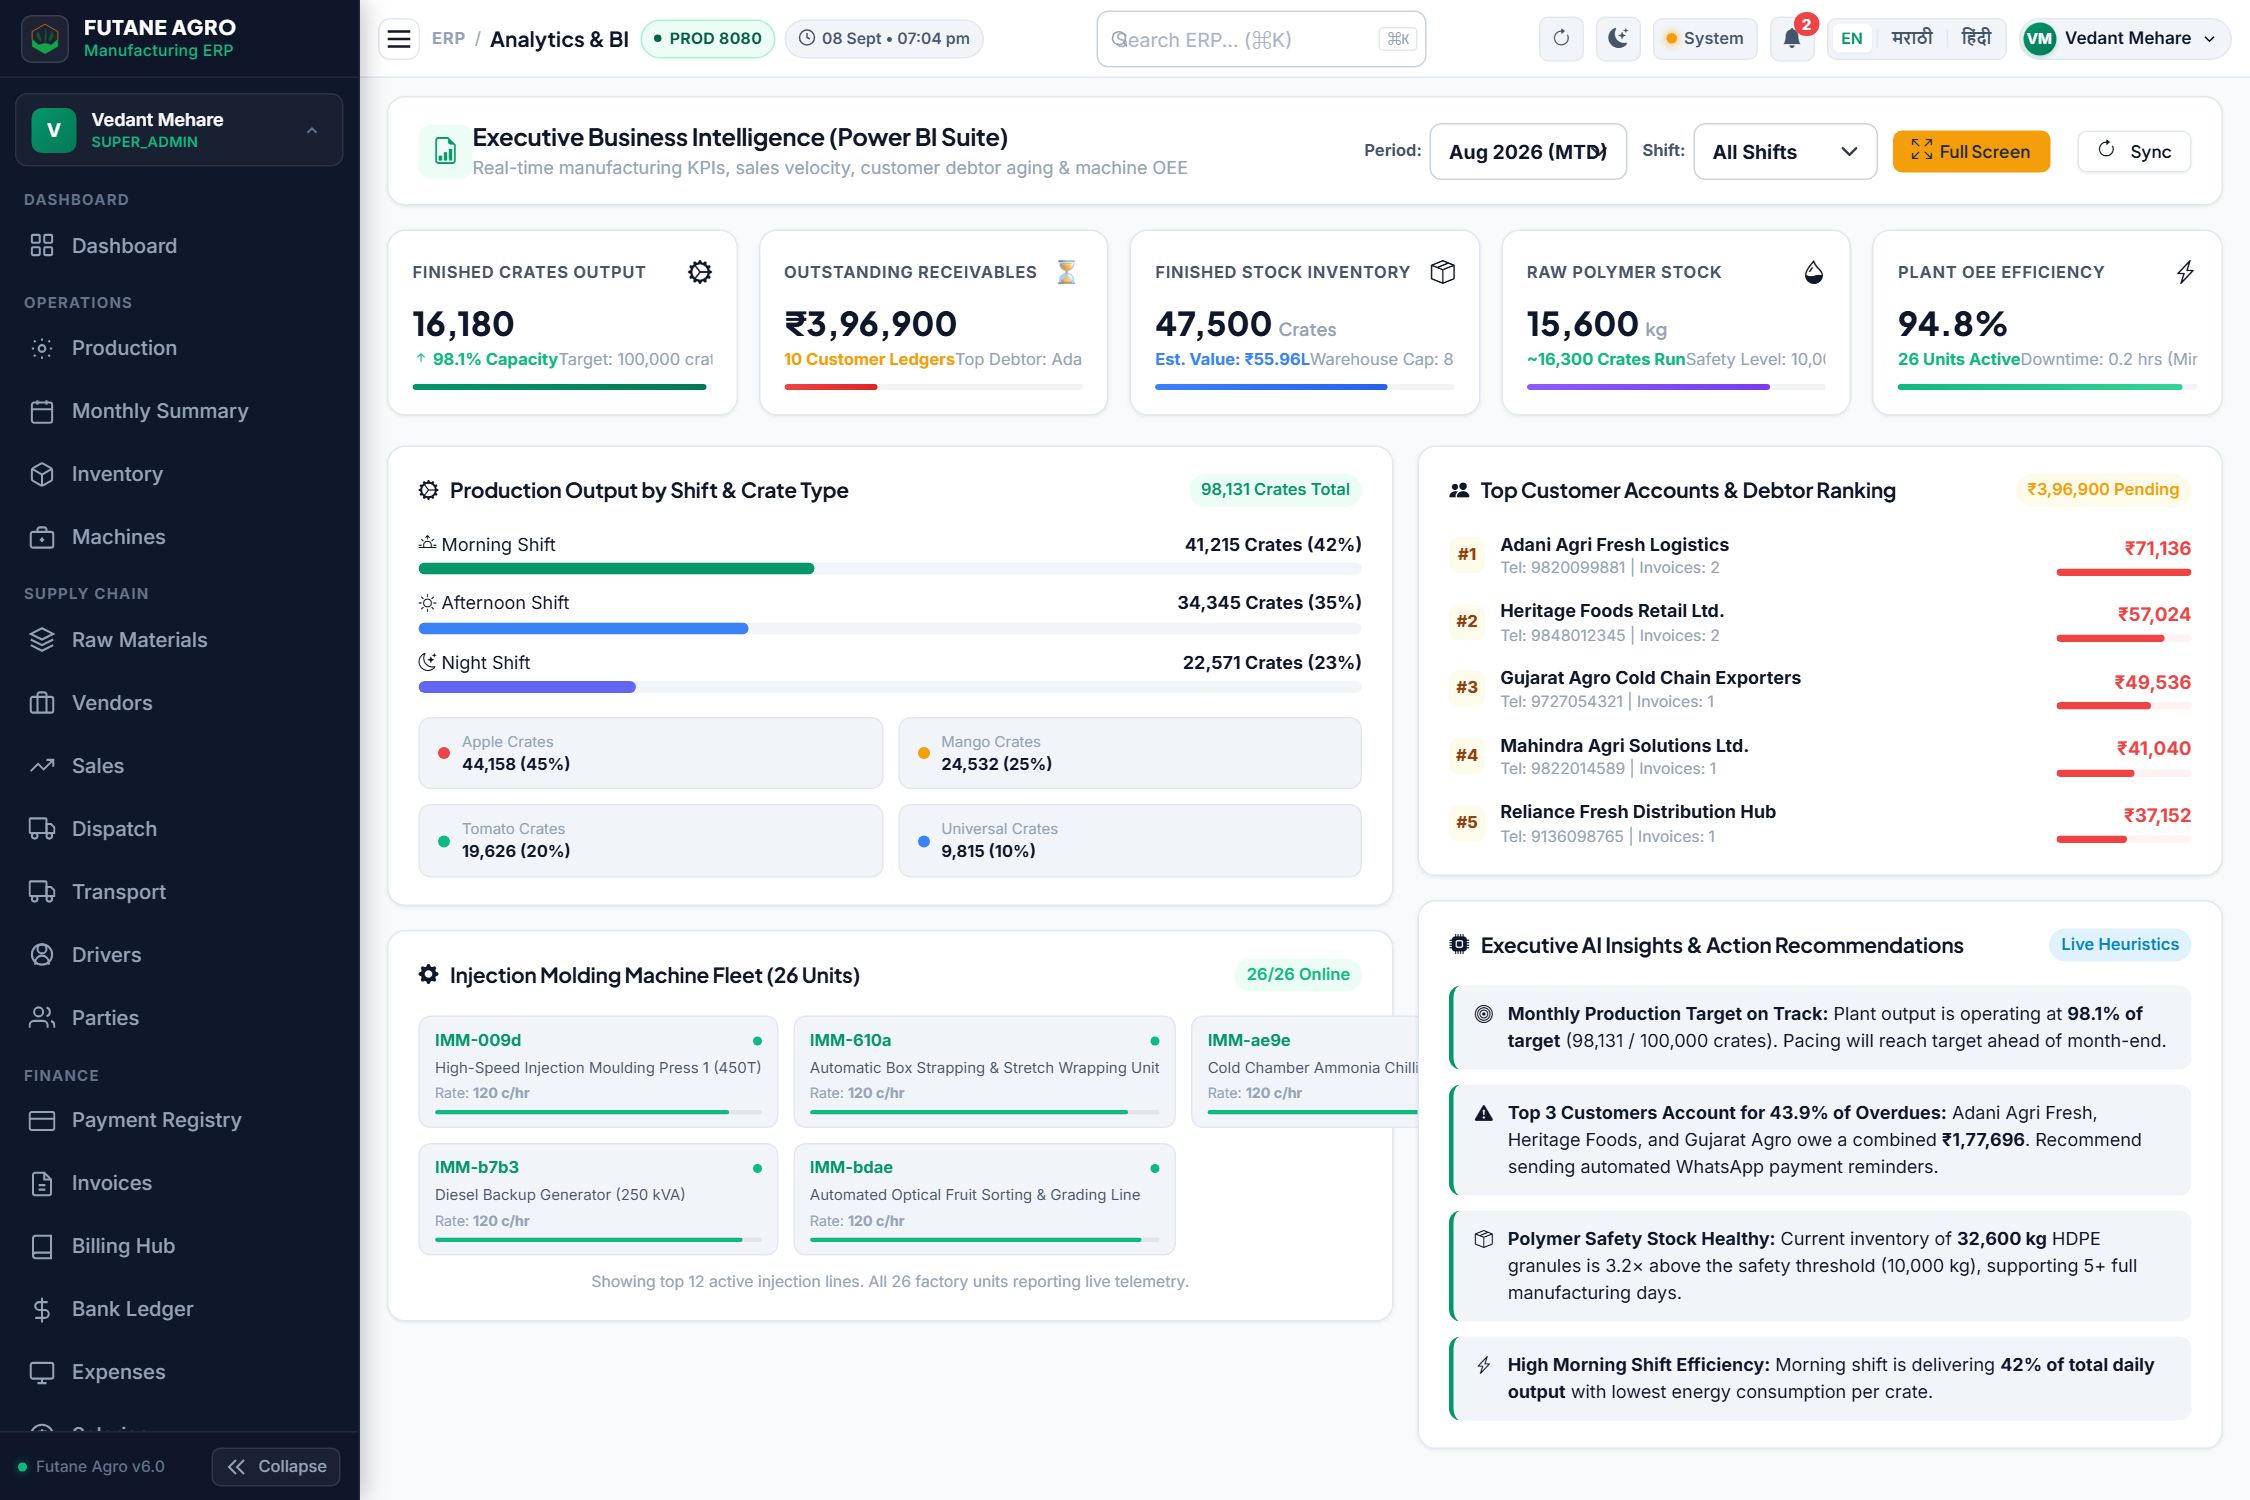 FUTANE AGRO
Manufacturing ERP
V
Vedant Mehare
SUPER_ADMIN
DASHBOARD
Dashboard
OPERATIONS
Production
Monthly Summary
Inventory
Machines
SUPPLY CHAIN
Raw Materials
Vendors
Sales
Dispatch
Transport
Drivers
Parties
FINANCE
Payment Registry
Invoices
Billing Hub
Bank Ledger
Expenses
Futane Agro v6.0
Collapse
ERP / Analytics & BI
PROD 8080
08 Sept • 07:04 pm
Search ERP... (⌘K)
⌘K
System
2
EN
मराठी
हिंदी
VM
Vedant Mehare
Executive Business Intelligence (Power BI Suite)
Real-time manufacturing KPIs, sales velocity, customer debtor aging & machine OEE
Period:
Aug 2026 (MTD)
Shift:
All Shifts
Full Screen
Sync
FINISHED CRATES OUTPUT
16,180
↑ 98.1% Capacity Target: 100,000 crat
OUTSTANDING RECEIVABLES
₹3,96,900
10 Customer Ledgers Top Debtor: Ada
FINISHED STOCK INVENTORY
47,500 Crates
Est. Value: ₹55.96L Warehouse Cap: 8
RAW POLYMER STOCK
15,600 kg
~16,300 Crates Run Safety Level: 10,0
PLANT OEE EFFICIENCY
94.8%
26 Units Active Downtime: 0.2 hrs (Mir
Production Output by Shift & Crate Type
98,131 Crates Total
Morning Shift
41,215 Crates (42%)
Afternoon Shift
34,345 Crates (35%)
Night Shift
22,571 Crates (23%)
Apple Crates
44,158 (45%)
Mango Crates
24,532 (25%)
Tomato Crates
19,626 (20%)
Universal Crates
9,815 (10%)
Injection Molding Machine Fleet (26 Units)
26/26 Online
IMM-009d
High-Speed Injection Moulding Press 1 (450T)
Rate: 120 c/hr
IMM-610a
Automatic Box Strapping & Stretch Wrapping Unit
Rate: 120 c/hr
IMM-ae9e
Cold Chamber Ammonia Chilli
Rate: 120 c/hr
IMM-b7b3
Diesel Backup Generator (250 kVA)
Rate: 120 c/hr
IMM-bdae
Automated Optical Fruit Sorting & Grading Line
Rate: 120 c/hr
Showing top 12 active injection lines. All 26 factory units reporting live telemetry.
Top Customer Accounts & Debtor Ranking
₹3,96,900 Pending
#1
Adani Agri Fresh Logistics
Tel: 9820099881 | Invoices: 2
₹71,136
#2
Heritage Foods Retail Ltd.
Tel: 9848012345 | Invoices: 2
₹57,024
#3
Gujarat Agro Cold Chain Exporters
Tel: 9727054321 | Invoices: 1
₹49,536
#4
Mahindra Agri Solutions Ltd.
Tel: 9822014589 | Invoices: 1
₹41,040
#5
Reliance Fresh Distribution Hub
Tel: 9136098765 | Invoices: 1
₹37,152
Executive AI Insights & Action Recommendations
Live Heuristics
Monthly Production Target on Track: Plant output is operating at 98.1% of
target (98,131 / 100,000 crates). Pacing will reach target ahead of month-end.
Top 3 Customers Account for 43.9% of Overdues: Adani Agri Fresh,
Heritage Foods, and Gujarat Agro owe a combined ₹1,77,696. Recommend
sending automated WhatsApp payment reminders.
Polymer Safety Stock Healthy: Current inventory of 32,600 kg HDPE
granules is 3.2× above the safety threshold (10,000 kg), supporting 5+ full
manufacturing days.
High Morning Shift Efficiency: Morning shift is delivering 42% of total daily
output with lowest energy consumption per crate.